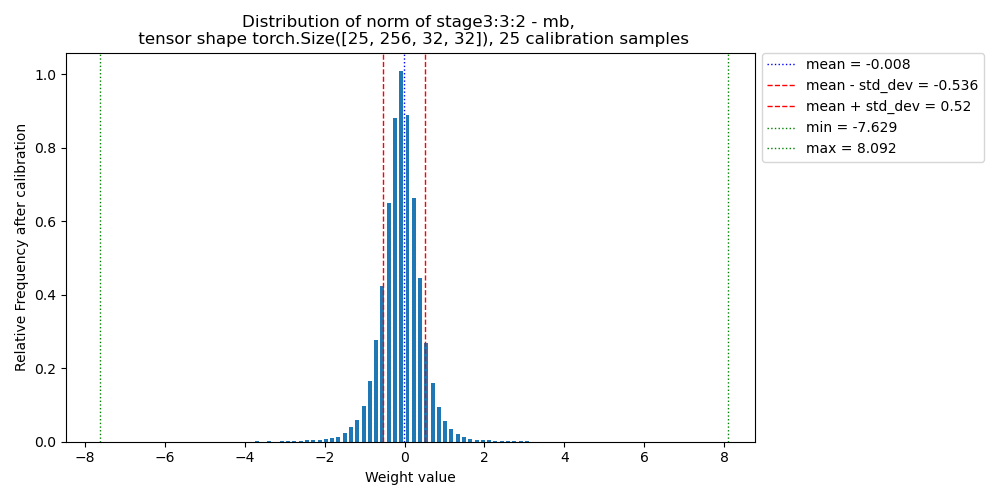 Distribution of norm of stage3:3:2 - mb,
tensor shape torch.Size([25, 256, 32, 32]), 25 calibration samples
mean = -0.008
mean - std_dev = -0.536
mean + std_dev = 0.52
min = -7.629
max = 8.092
Relative Frequency after calibration
1.0
0.8
0.6
0.4
0.2
0.0
−8
−6
−4
−2
0
2
4
6
8
Weight value